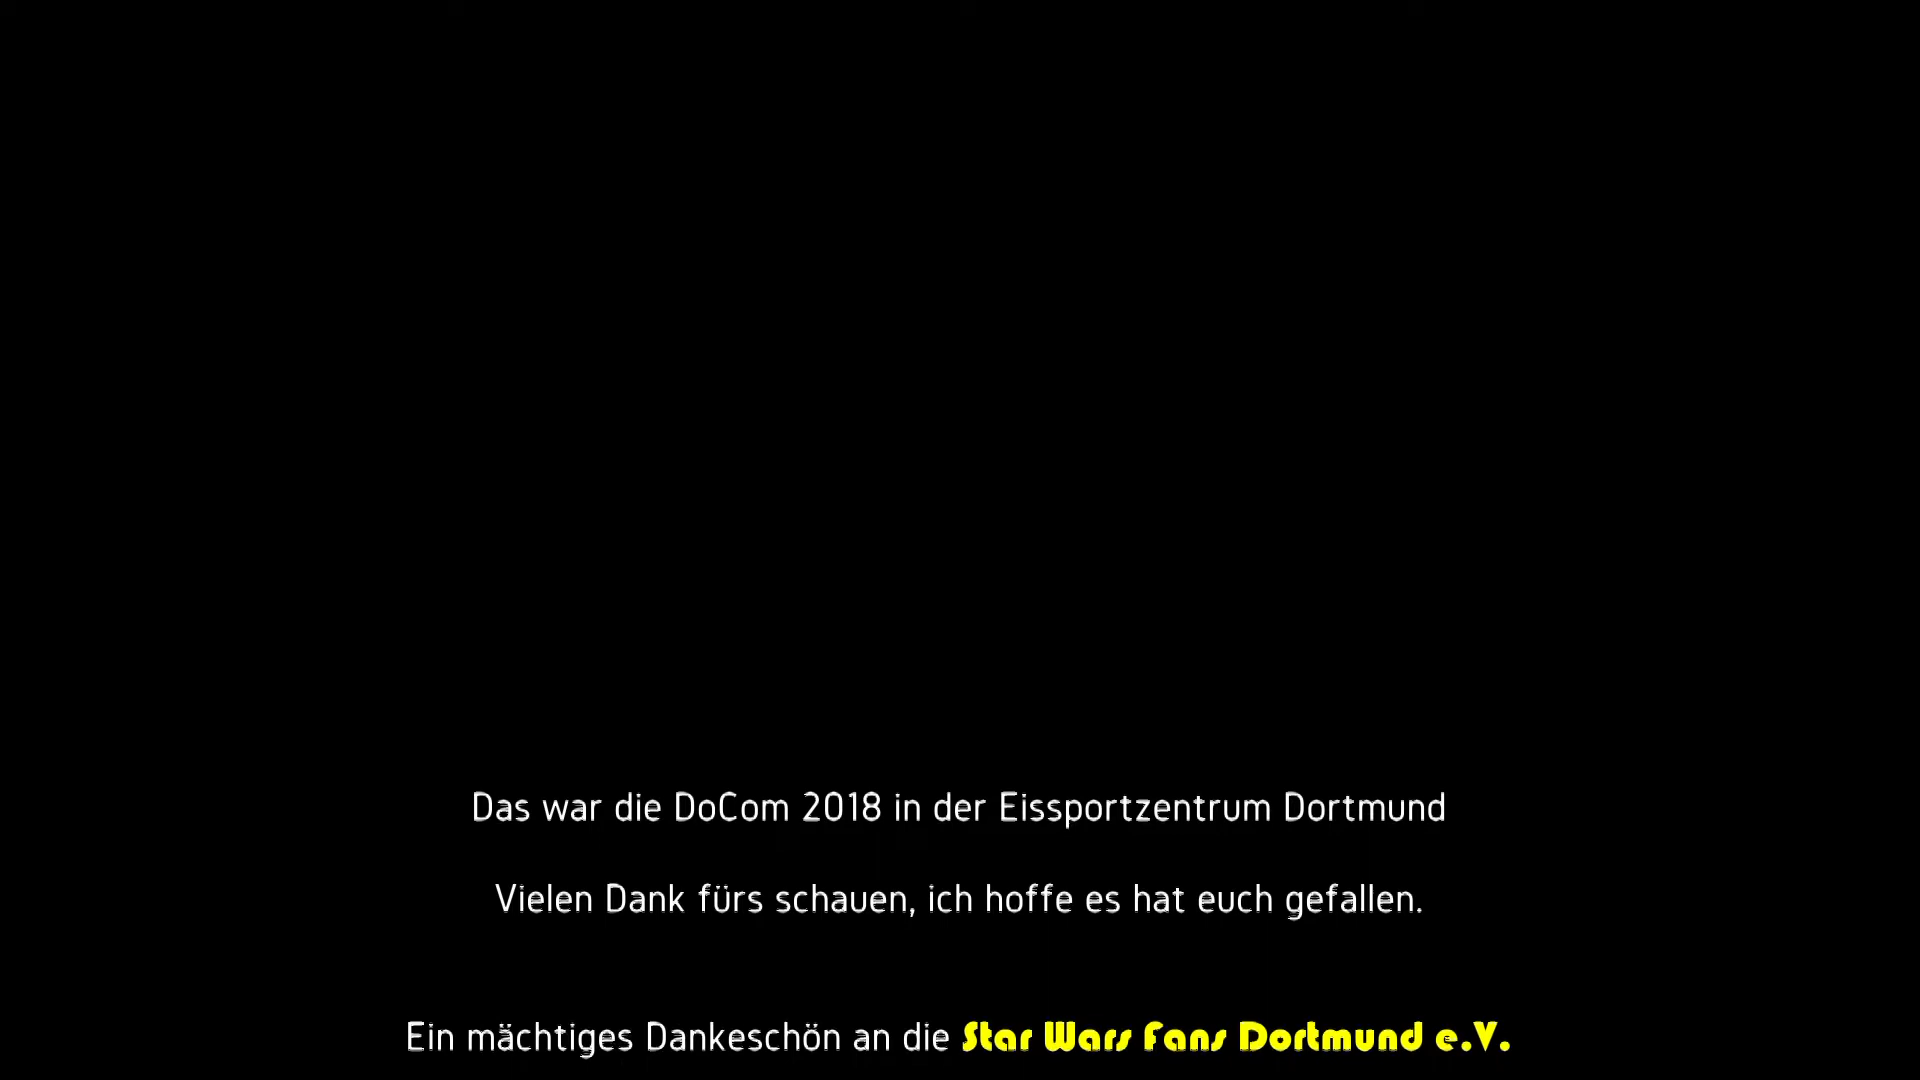 Das war die DoCom 2018 in der Eissportzentrum Dortmund
Vielen Dank fürs schauen, ich hoffe es hat euch gefallen.
Ein mächtiges Dankeschön an die Star Wars Fans Dortmund e.V.